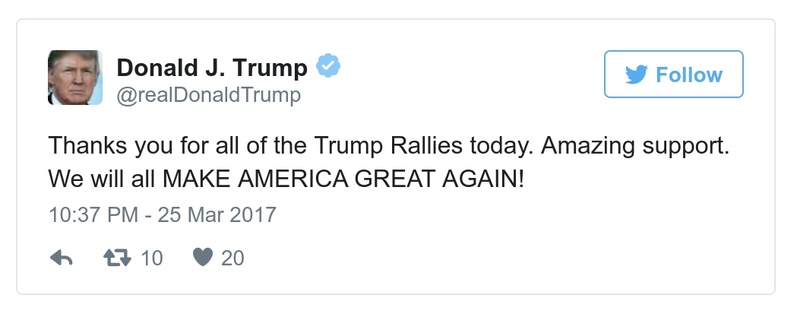 Donald J. Trump
Follow
@realDonaldTrump
Thanks you for all of the Trump Rallies today. Amazing support.
We will all MAKE AMERICA GREAT AGAIN!
10:37 PM - 25 Mar 2017
10 20